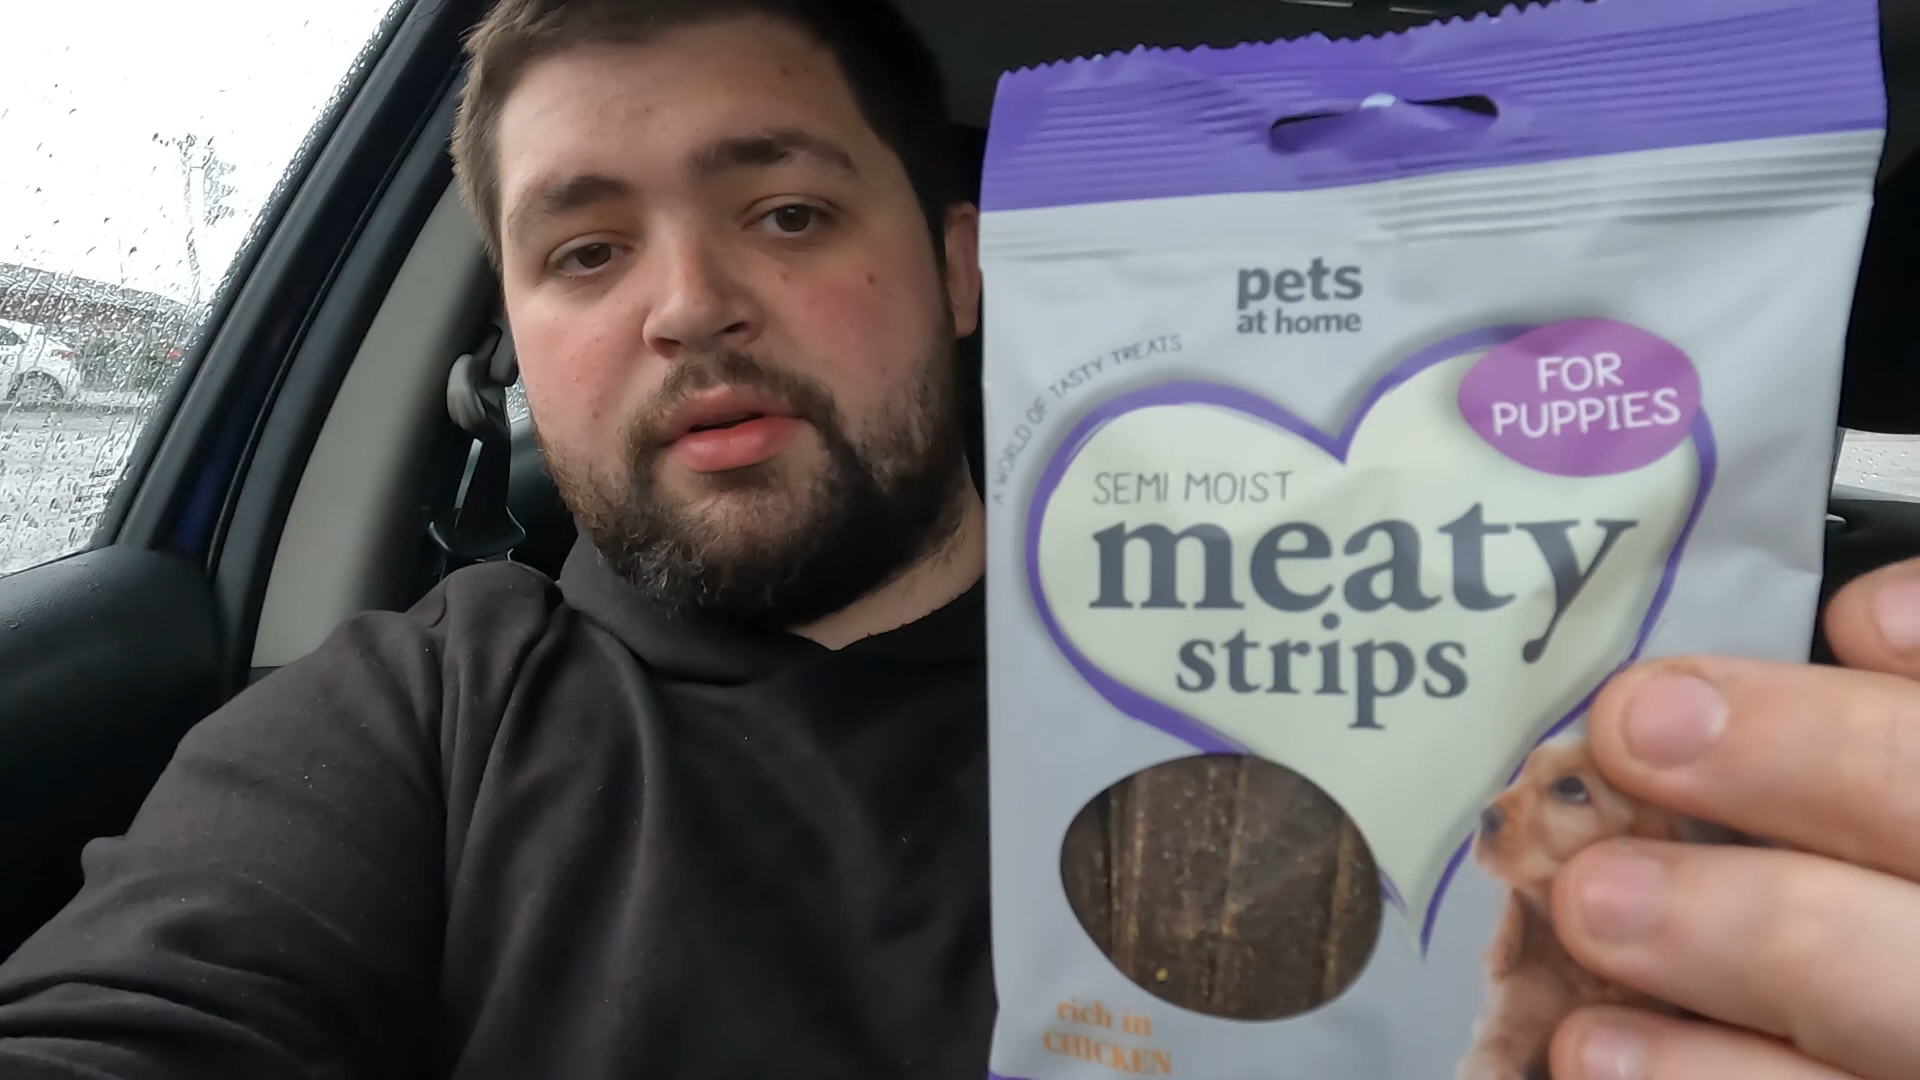 pets
at home
A WORLD OF TASTY TREATS
FOR
PUPPIES
SEMI MOIST
meaty
strips
rich in
CHICKEN